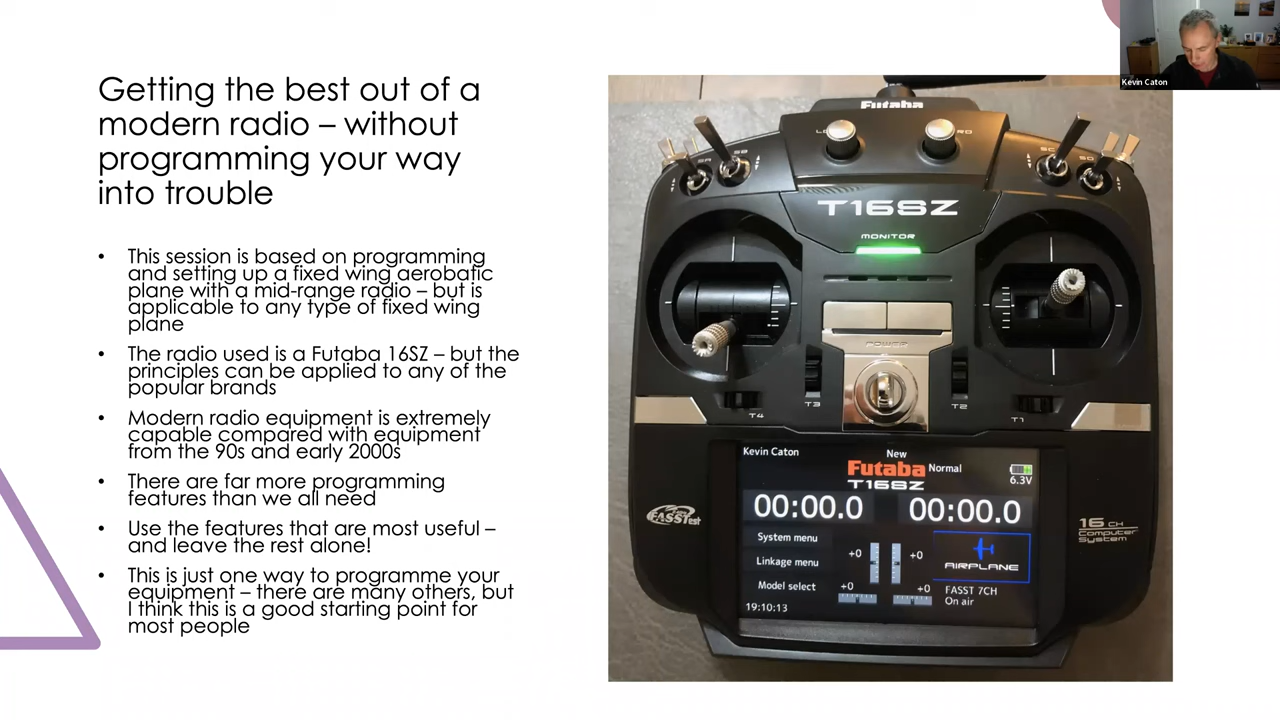 Getting the best out of a
modern radio – without
programming your way
into trouble
• This session is based on programming
and setting up a fixed wing aerobatic
plane with a mid-range radio – but is
applicable to any type of fixed wing
plane
• The radio used is a Futaba 16SZ – but the
principles can be applied to any of the
popular brands
• Modern radio equipment is extremely
capable compared with equipment
from the 90s and early 2000s
• There are far more programming
features than we all need
• Use the features that are most useful –
and leave the rest alone!
• This is just one way to programme your
equipment – there are many others, but
I think this is a good starting point for
most people
Kevin Caton
Futaba
SB
SC
T16SZ
MONITOR
POWER
T4
T3
T2
T1
Kevin Caton
New
Futaba
Normal
T16SZ
6.3V
00:00.0
00:00.0
System menu
Linkage menu
Model select
+0
+0
+0
+0
AIRPLANE
FASST 7CH
On air
19:10:13
FASSTest
16 CH
Computer
System